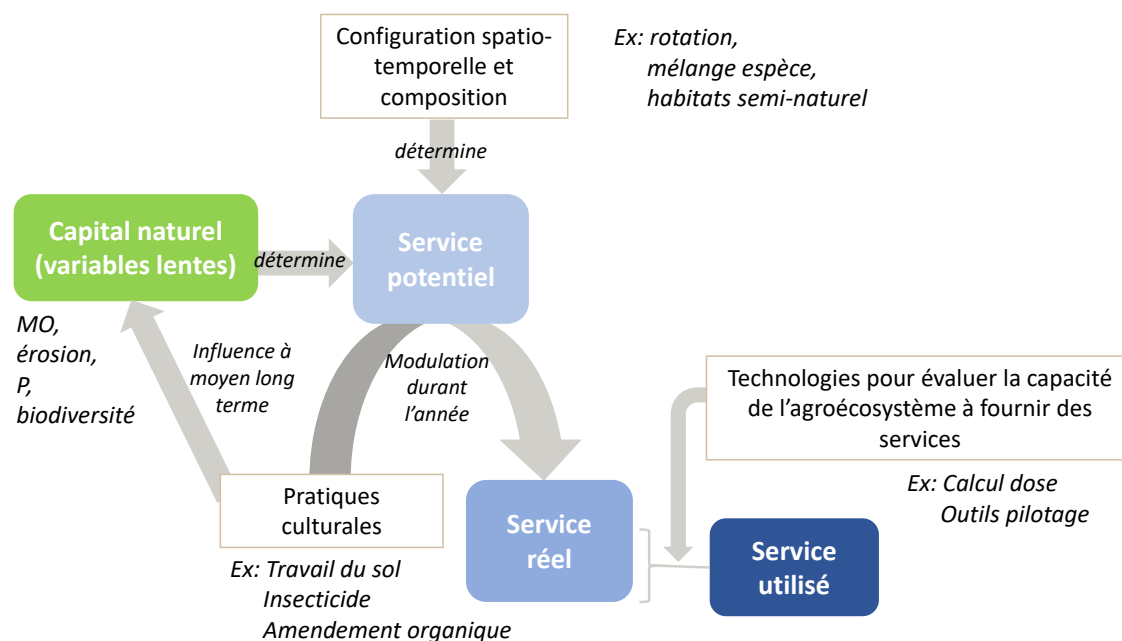 Configuration spatio-
temporelle et
composition
Ex: rotation,
mélange espèce,
habitats semi-naturel
détermine
Capital naturel
(variables lentes)
détermine
Service
potentiel
MO,
érosion,
P,
biodiversité
Influence à
moyen long
terme
Modulation
durant
l’année
Technologies pour évaluer la capacité
de l’agroécosystème à fournir des
services
Ex: Calcul dose
Outils pilotage
Pratiques
culturales
Ex: Travail du sol
Insecticide
Amendement organique
Service
réel
Service
utilisé